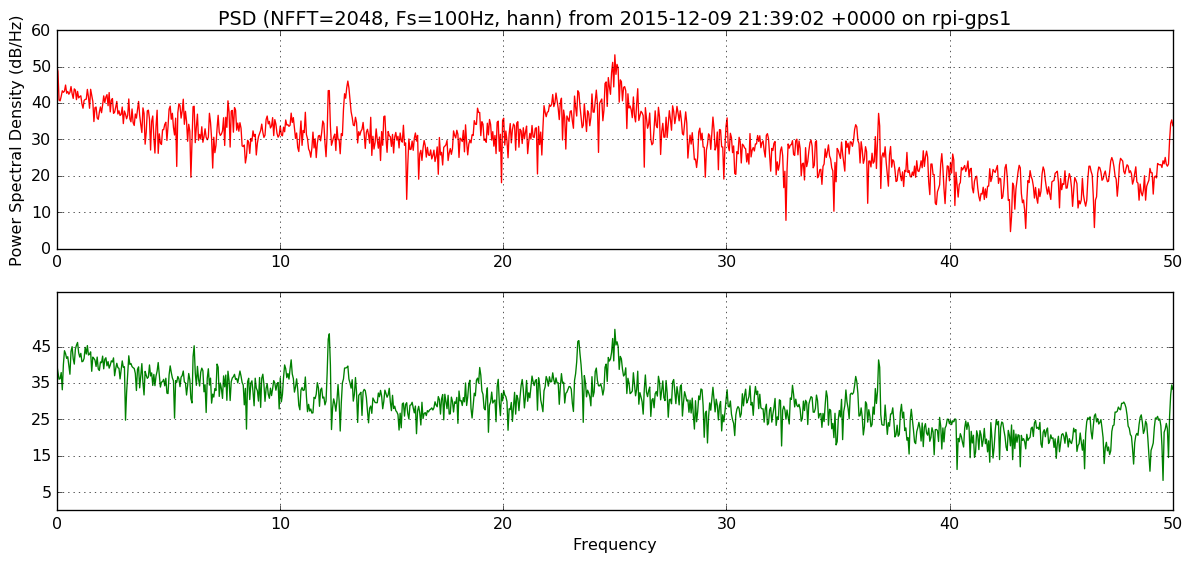 PSD (NFFT=2048, Fs=100Hz, hann) from 2015-12-09 21:39:02 +0000 on rpi-gps1
Power Spectral Density (dB/Hz)
60
50
40
30
20
10
0
0 10 20 30 40 50
45
35
25
15
5
0 10 20 30 40 50
Frequency